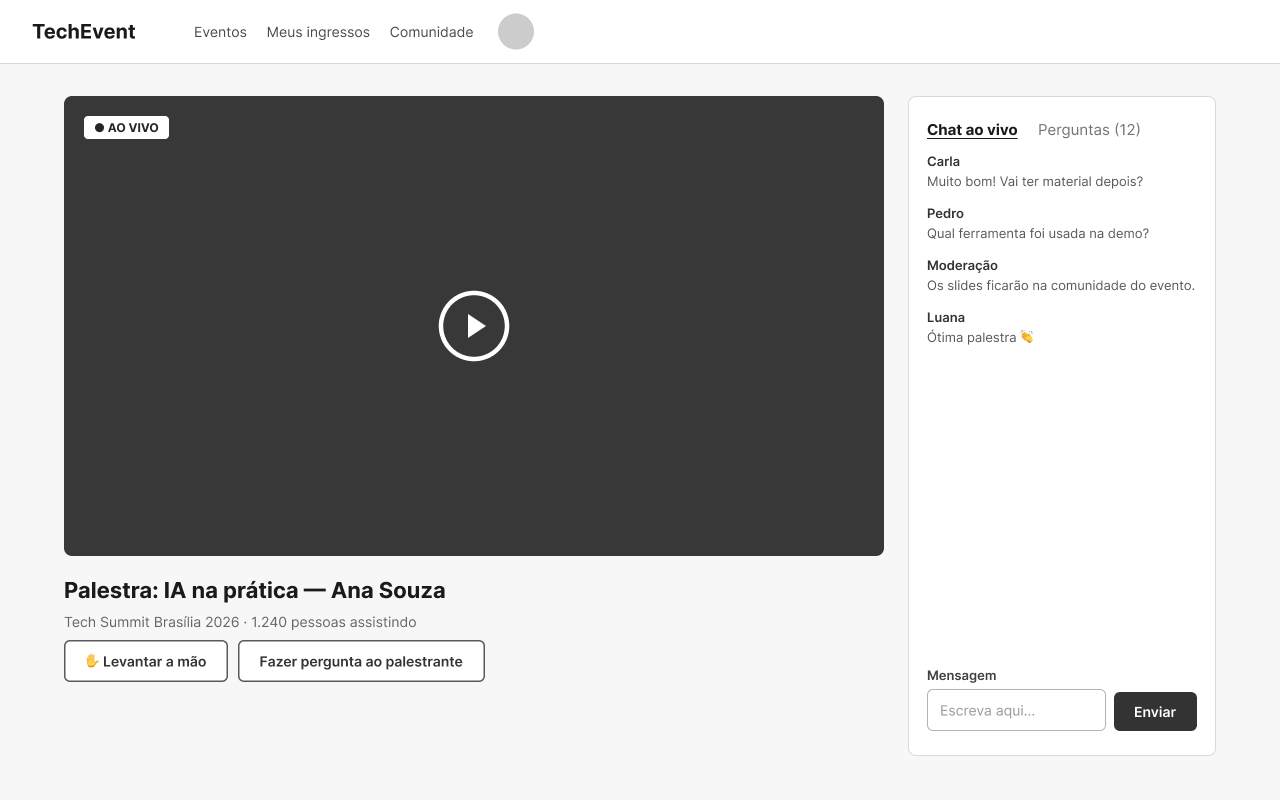 TechEvent
Eventos
Meus ingressos
Comunidade
AO VIVO
Palestra: IA na prática — Ana Souza
Tech Summit Brasília 2026 · 1.240 pessoas assistindo
✋ Levantar a mão
Fazer pergunta ao palestrante
Chat ao vivo
Perguntas (12)
Carla
Muito bom! Vai ter material depois?
Pedro
Qual ferramenta foi usada na demo?
Moderação
Os slides ficarão na comunidade do evento.
Luana
Ótima palestra 👏
Mensagem
Escreva aqui...
Enviar